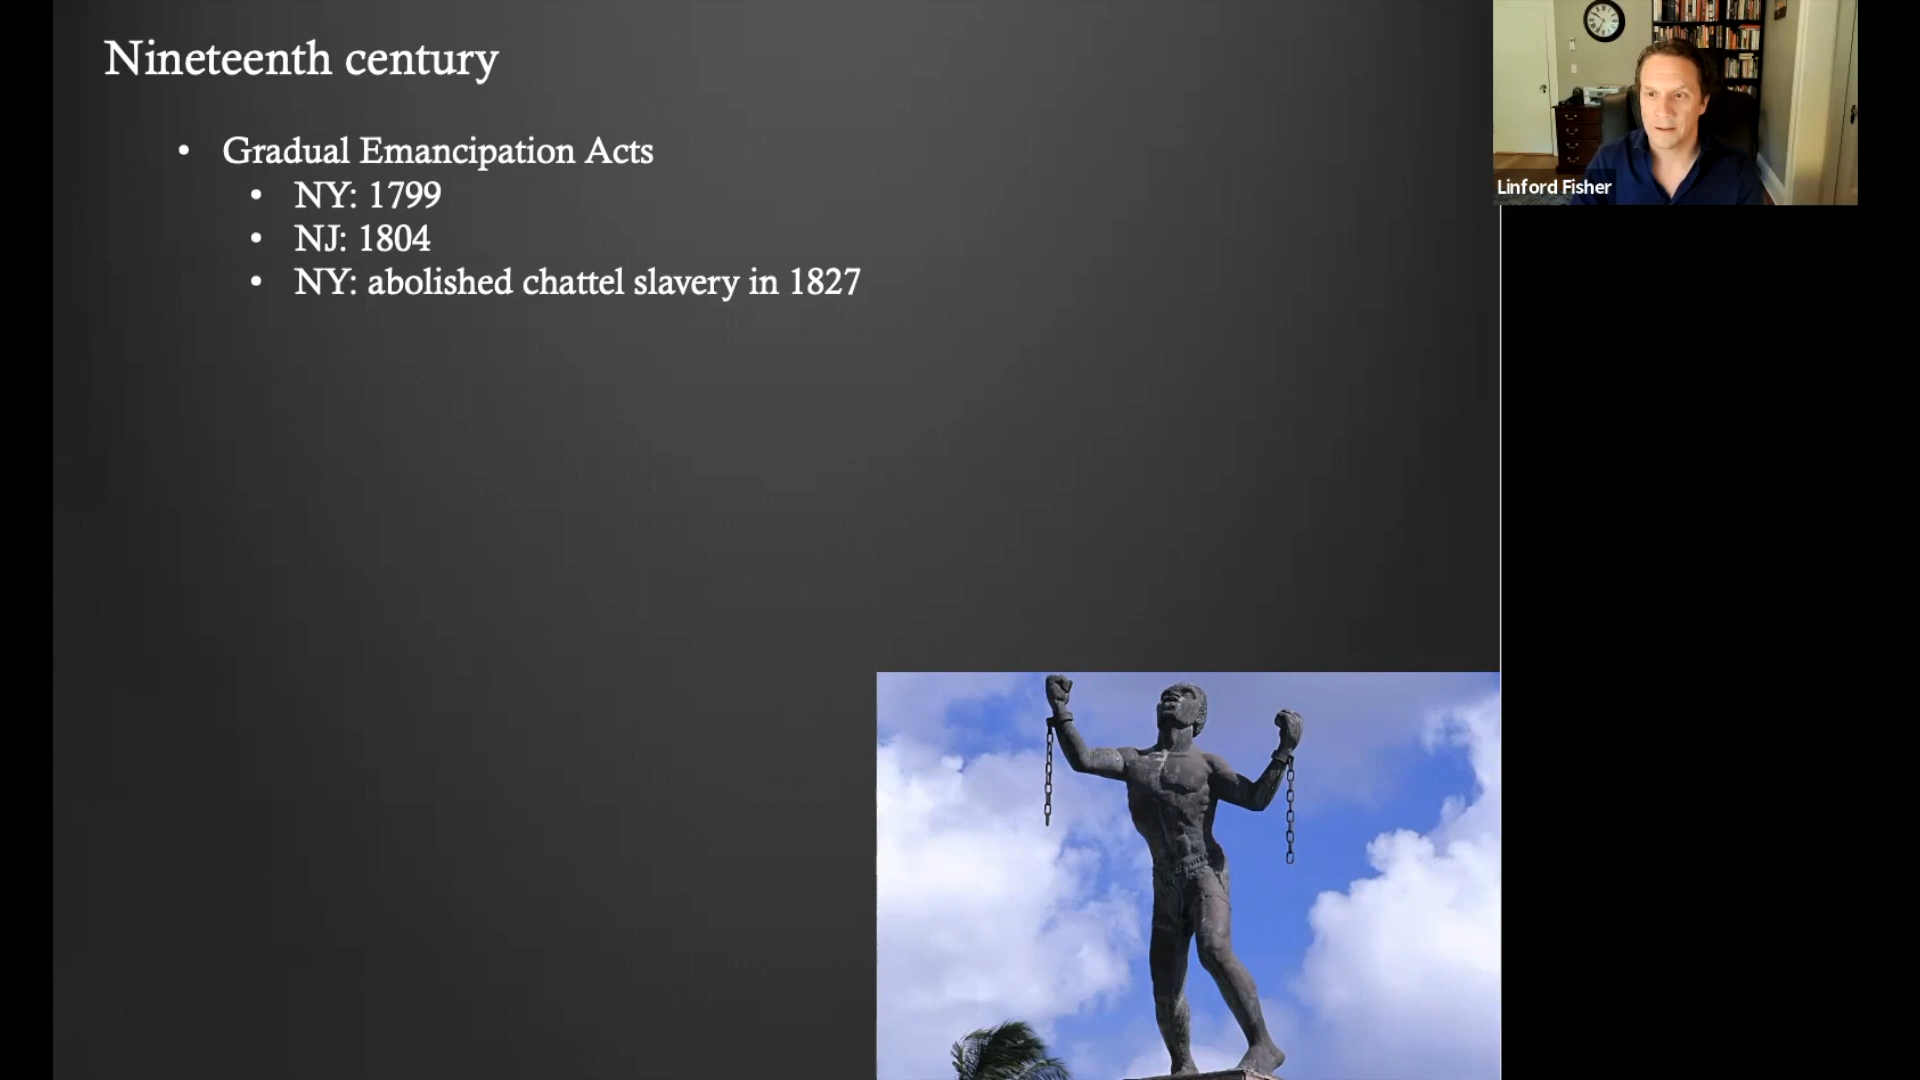 Nineteenth century
• Gradual Emancipation Acts
• NY: 1799
• NJ: 1804
• NY: abolished chattel slavery in 1827
Linford Fisher